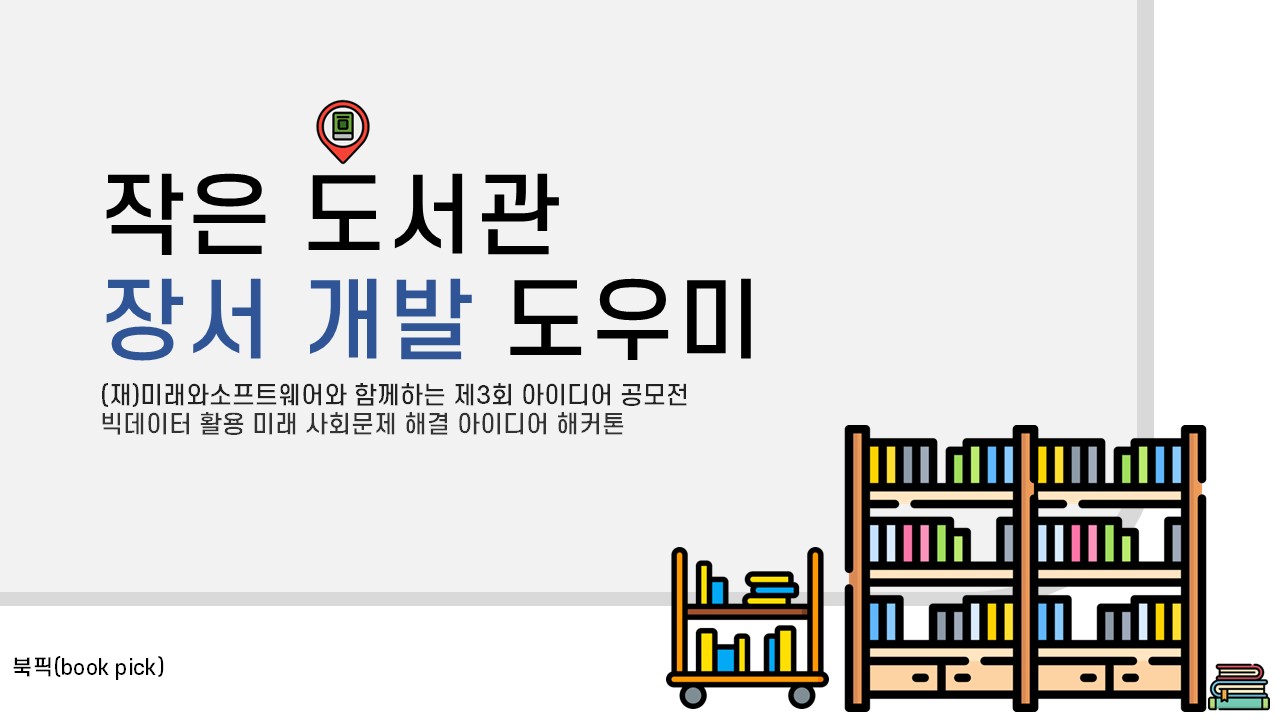 작은 도서관
장서 개발 도우미
(재)미래와소프트웨어와 함께하는 제3회 아이디어 공모전
빅데이터 활용 미래 사회문제 해결 아이디어 해커톤
북픽(book pick)